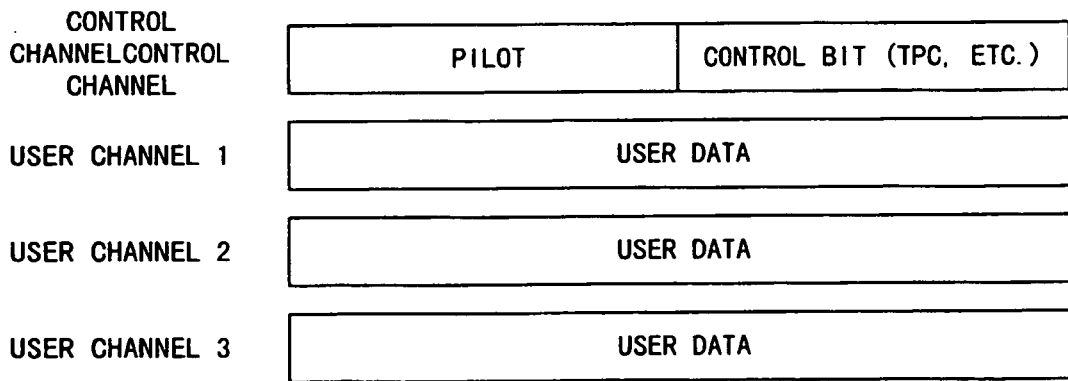 CONTROL
CHANNELCONTROL
CHANNEL
PILOT
CONTROL BIT (TPC, ETC.)
USER CHANNEL 1
USER DATA
USER CHANNEL 2
USER DATA
USER CHANNEL 3
USER DATA